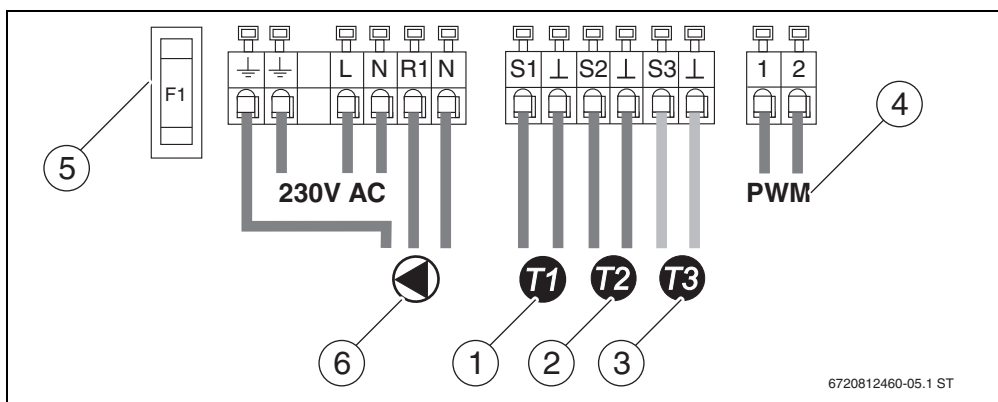 L N R1 N S1 ⊥ S2 ⊥ S3 ⊥ 1 2
F1
4
5
230V AC
PWM
T1 T2 T3
6 1 2 3
6720812460-05.1 ST